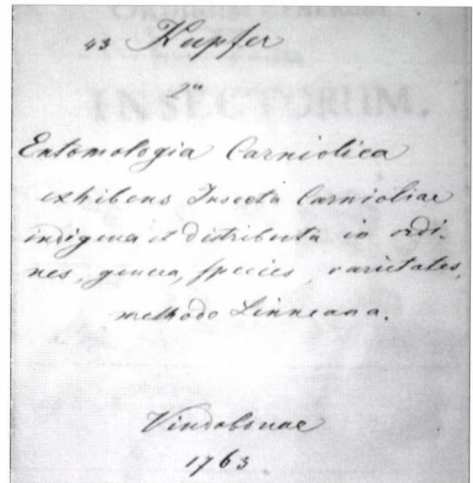 43 Kupfer
zu
Entomologia Carniolica
exhibens Insecta Carnioliae
indigena et distributa in ordi-
nes, genera, species, varietates,
methodo Linneana.
Vindobonae
1763
INSECTORUM.